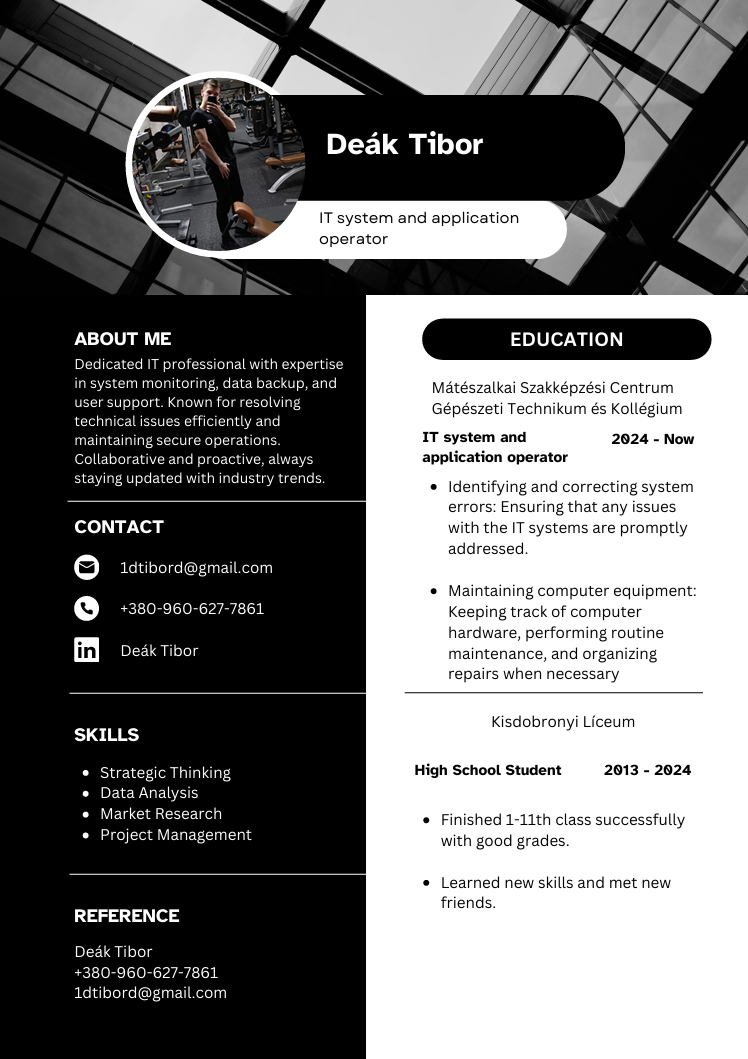 Deák Tibor
IT system and application
operator
ABOUT ME
Dedicated IT professional with expertise
in system monitoring, data backup, and
user support. Known for resolving
technical issues efficiently and
maintaining secure operations.
Collaborative and proactive, always
staying updated with industry trends.
CONTACT
1dtibord@gmail.com
+380-960-627-7861
in
Deák Tibor
SKILLS
• Strategic Thinking
• Data Analysis
• Market Research
• Project Management
REFERENCE
Deák Tibor
+380-960-627-7861
1dtibord@gmail.com
EDUCATION
Mátészalkai Szakképzési Centrum
Gépészeti Technikum és Kollégium
IT system and
application operator
2024 - Now
• Identifying and correcting system
errors: Ensuring that any issues
with the IT systems are promptly
addressed.
• Maintaining computer equipment:
Keeping track of computer
hardware, performing routine
maintenance, and organizing
repairs when necessary
Kisdobronyi Líceum
High School Student 2013 - 2024
• Finished 1-11th class successfully
with good grades.
• Learned new skills and met new
friends.